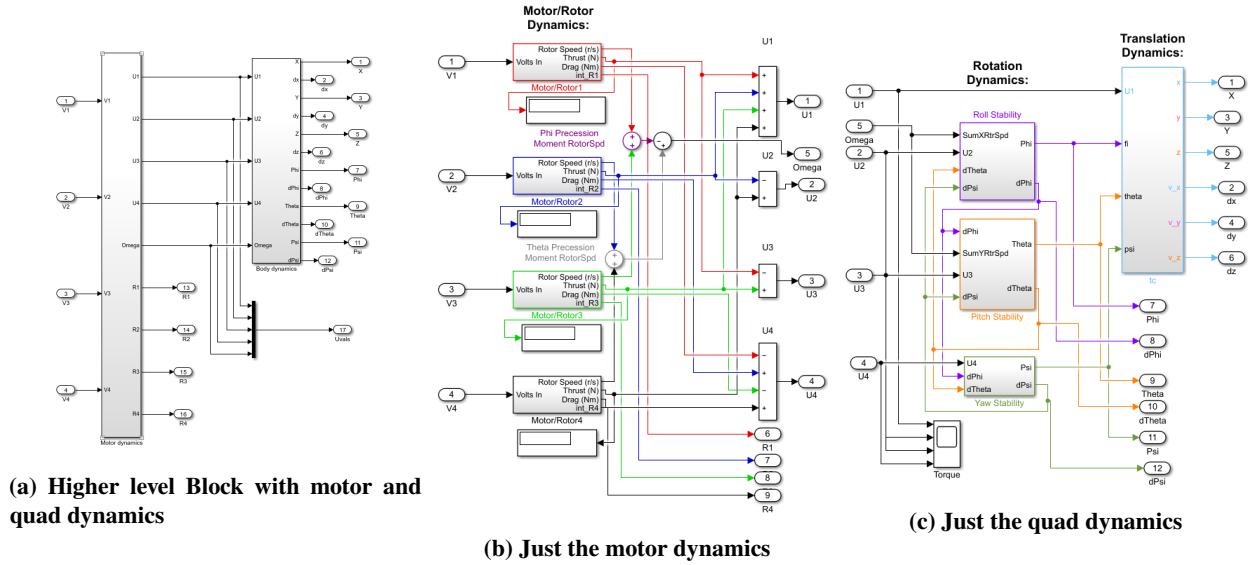 1
V1
2
V2
3
V3
4
V4
V1
V2
V3
V4
U1
U2
U3
U4
Omega
R1
R2
R3
R4
Motor dynamics
U1
U2
U3
U4
Omega
X
dx
Y
dy
Z
dz
Phi
dPhi
Theta
dTheta
Psi
dPsi
Body dynamics
1
X
2
dx
3
Y
4
dy
5
Z
6
dz
7
Phi
8
dPhi
9
Theta
10
dTheta
11
Psi
12
dPsi
13
R1
14
R2
15
R3
16
R4
17
Uvals
(a) Higher level Block with motor and
quad dynamics
Motor/Rotor
Dynamics:
1
V1
Volts In
Rotor Speed (r/s)
Thrust (N)
Drag (Nm)
int_R1
Motor/Rotor1
Phi Precession
Moment RotorSpd
+
+
−
+
2
V2
Volts In
Rotor Speed (r/s)
Thrust (N)
Drag (Nm)
int_R2
Motor/Rotor2
Theta Precession
Moment RotorSpd
+
+
3
V3
Volts In
Rotor Speed (r/s)
Thrust (N)
Drag (Nm)
int_R3
Motor/Rotor3
4
V4
Volts In
Rotor Speed (r/s)
Thrust (N)
Drag (Nm)
int_R4
Motor/Rotor4
U1
+
+
+
+
1
U1
5
Omega
U2
−
+
2
U2
U3
−
+
3
U3
U4
−
+
−
+
4
U4
6
R1
7
8
9
R4
(b) Just the motor dynamics
Rotation
Dynamics:
Translation
Dynamics:
1
U1
5
Omega
2
U2
3
U3
4
U4
Roll Stability
SumXRtrSpd
U2
dTheta
dPsi
Phi
dPhi
dPhi
SumYRtrSpd
U3
dPsi
Theta
dTheta
Pitch Stability
U4
dPhi
dTheta
Psi
dPsi
Yaw Stability
Torque
U1
fi
theta
psi
x
y
z
v_x
v_y
v_z
tc
1
X
3
Y
5
Z
2
dx
4
dy
6
dz
7
Phi
8
dPhi
9
Theta
10
dTheta
11
Psi
12
dPsi
(c) Just the quad dynamics